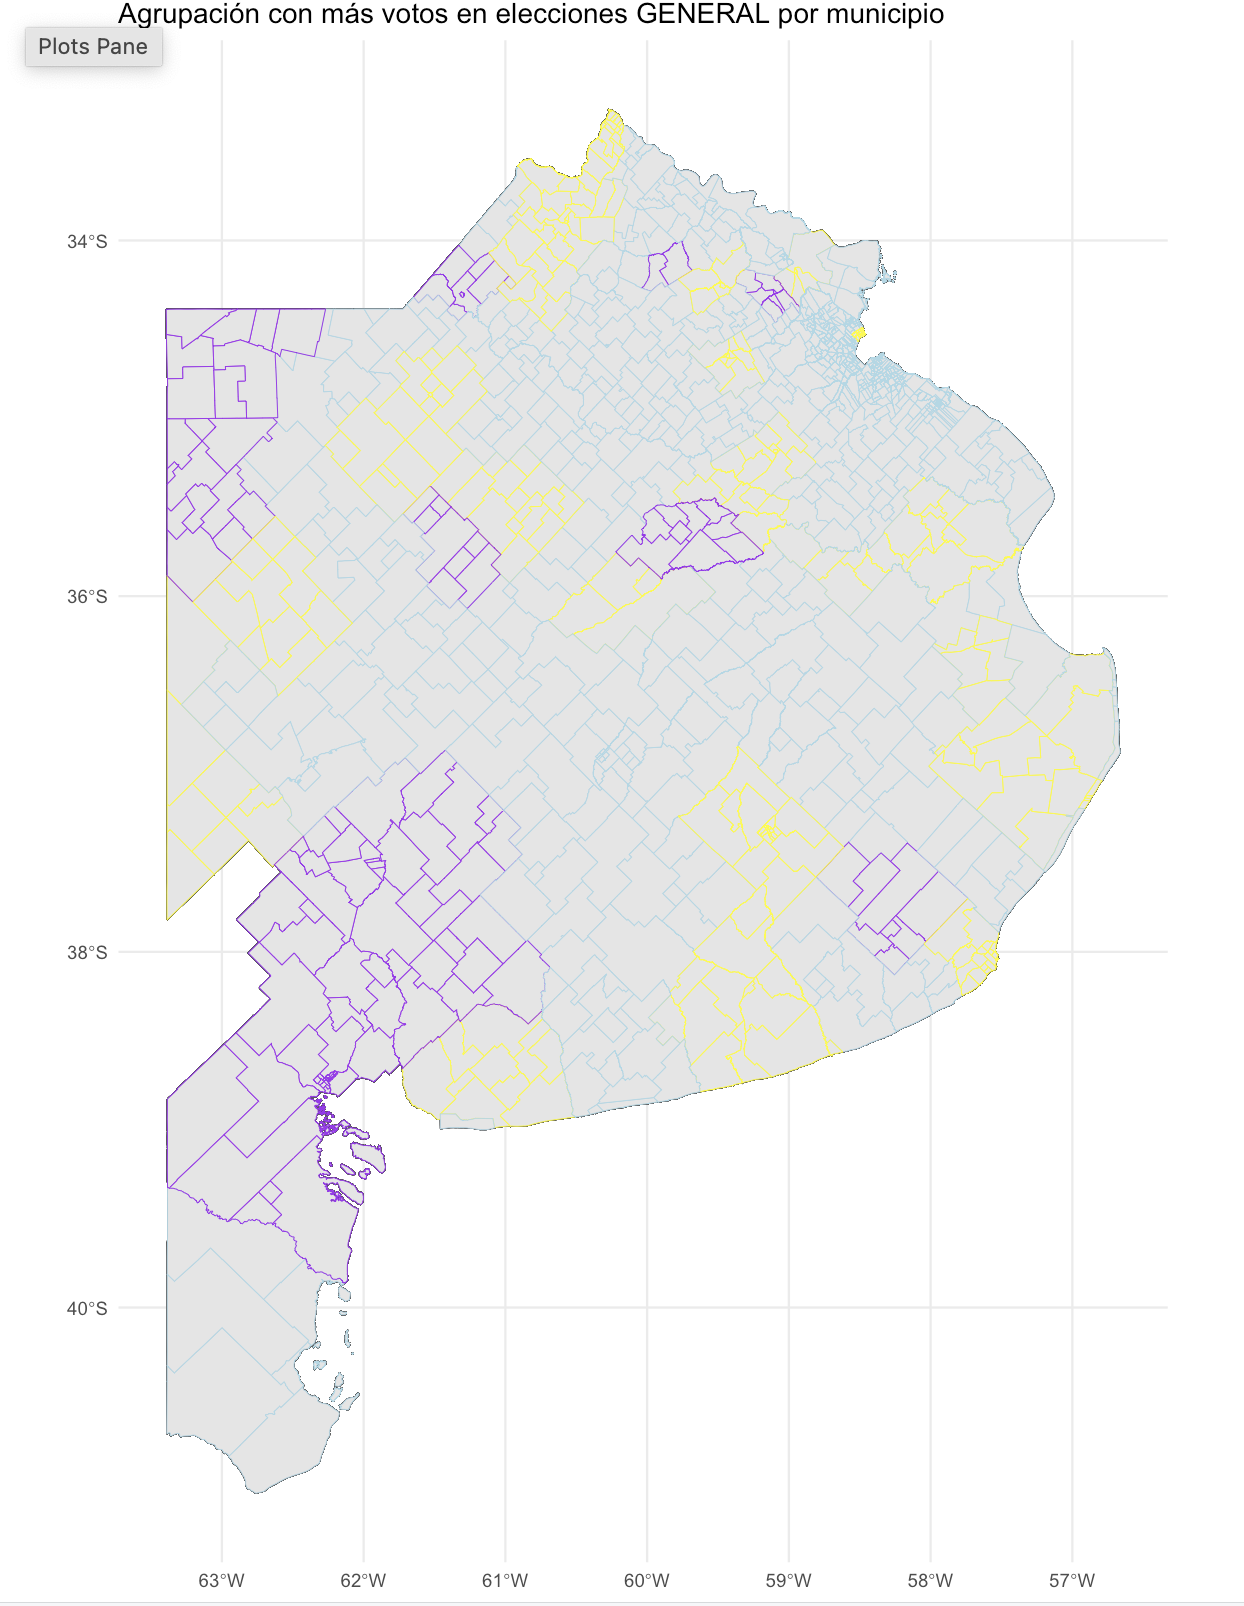 Agrupación con más votos en elecciones GENERAL por municipio
Plots Pane
34°S
36°S
38°S
40°S
63°W 62°W 61°W 60°W 59°W 58°W 57°W